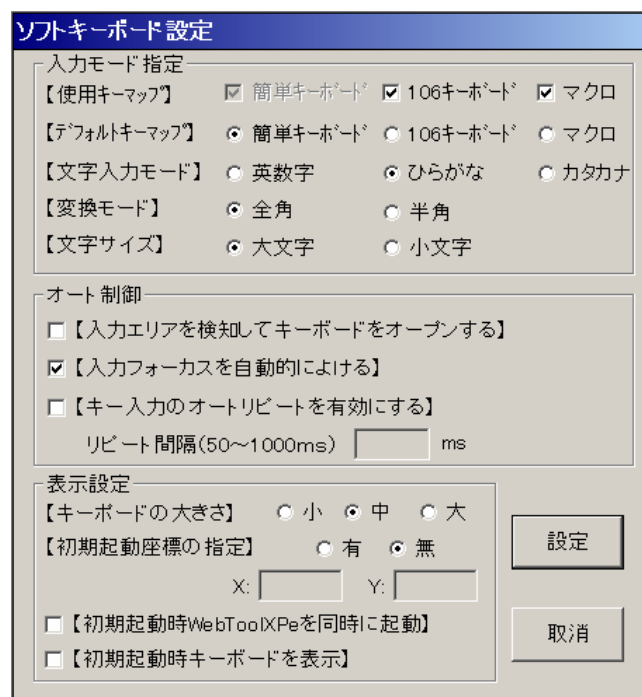 ソフトキーボード設定
入力モード指定
【使用キーマップ】 簡単キーボード 106キーボード マクロ
【デフォルトキーマップ】 簡単キーボード 106キーボード マクロ
【文字入力モード】 英数字 ひらがな カタカナ
【変換モード】 全角 半角
【文字サイズ】 大文字 小文字
オート制御
【入力エリアを検知してキーボードをオープンする】
【入力フォーカスを自動的によける】
【キー入力のオートリピートを有効にする】
リピート間隔(50～1000ms) ms
表示設定
【キーボードの大きさ】 小 中 大
【初期起動座標の指定】 有 無
X: Y:
【初期起動時WebToolXPeを同時に起動】
【初期起動時キーボードを表示】
設定
取消